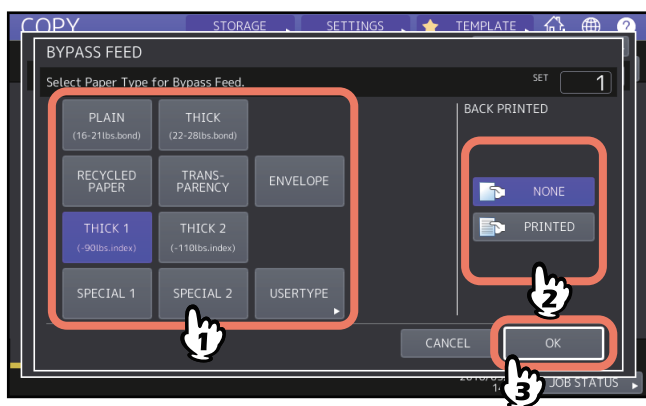 COPY
STORAGE
SETTINGS
TEMPLATE
?
BYPASS FEED
Select Paper Type for Bypass Feed.
SET
1
PLAIN
(16-21lbs.bond)
THICK
(22-28lbs.bond)
BACK PRINTED
RECYCLED
PAPER
TRANS-
PARENCY
ENVELOPE
NONE
THICK 1
(-90lbs.index)
THICK 2
(-110lbs.index)
PRINTED
SPECIAL 1
SPECIAL 2
USERTYPE
1
2
CANCEL
OK
3
JOB STATUS